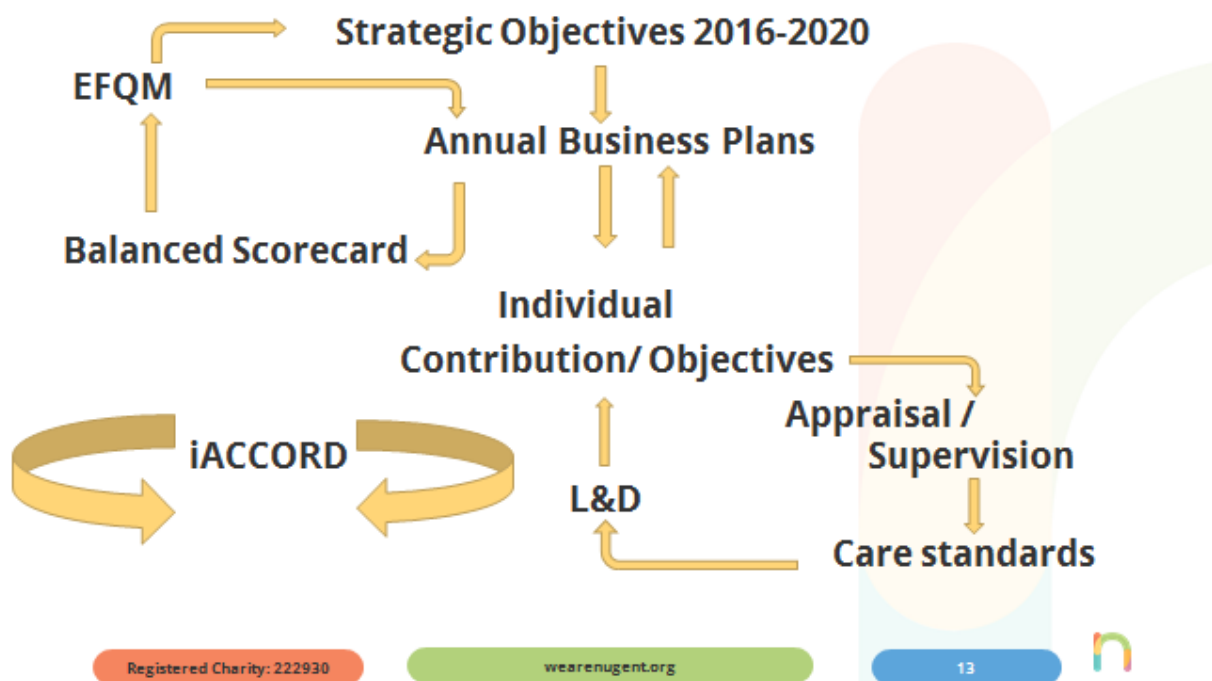 Strategic Objectives 2016-2020
EFQM
Annual Business Plans
Balanced Scorecard
Individual
Contribution/ Objectives
Appraisal /
Supervision
iACCORD
L&D
Care standards
Registered Charity: 222930
wearenugent.org
13
n